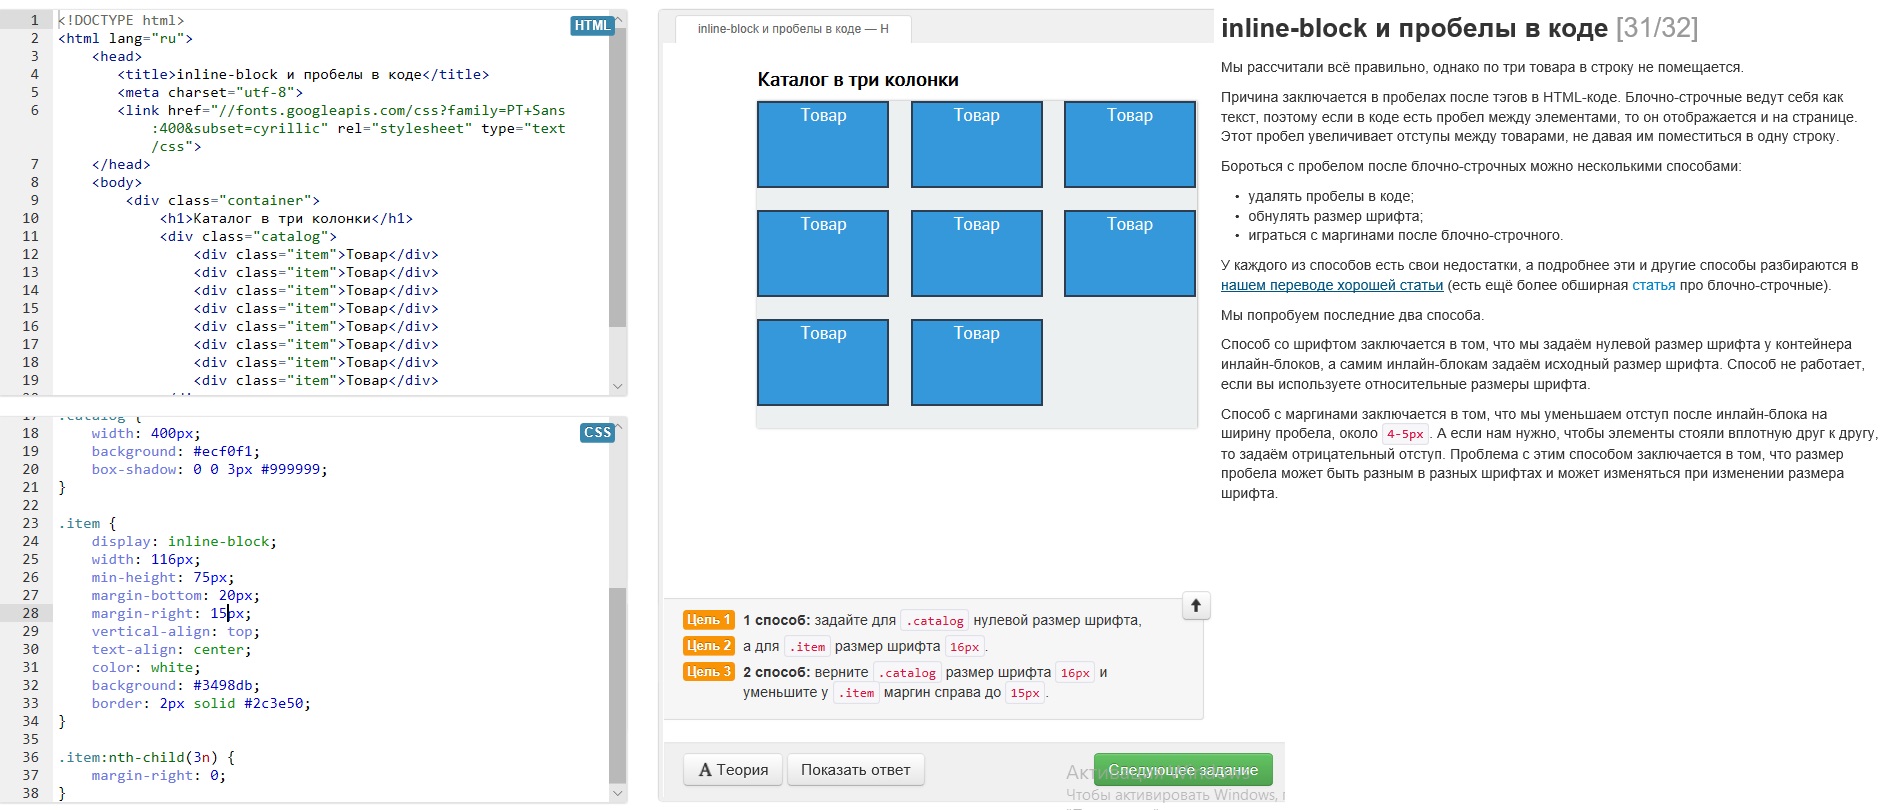 1 <!DOCTYPE html>
2 <html lang="ru">
3 <head>
4 <title>inline-block и пробелы в коде</title>
5 <meta charset="utf-8">
6 <link href="//fonts.googleapis.com/css?family=PT+Sans
:400&subset=cyrillic" rel="stylesheet" type="text
/css">
7 </head>
8 <body>
9 <div class="container">
10 <h1>Каталог в три колонки</h1>
11 <div class="catalog">
12 <div class="item">Товар</div>
13 <div class="item">Товар</div>
14 <div class="item">Товар</div>
15 <div class="item">Товар</div>
16 <div class="item">Товар</div>
17 <div class="item">Товар</div>
18 <div class="item">Товар</div>
19 <div class="item">Товар</div>
HTML
17 .catalog {
18 width: 400px;
19 background: #ecf0f1;
20 box-shadow: 0 0 3px #999999;
21 }
22
23 .item {
24 display: inline-block;
25 width: 116px;
26 min-height: 75px;
27 margin-bottom: 20px;
28 margin-right: 15px;
29 vertical-align: top;
30 text-align: center;
31 color: white;
32 background: #3498db;
33 border: 2px solid #2c3e50;
34 }
35
36 .item:nth-child(3n) {
37 margin-right: 0;
38 }
CSS
inline-block и пробелы в коде — Н
Каталог в три колонки
Товар Товар Товар
Товар Товар Товар
Товар Товар
Цель 1 1 способ: задайте для .catalog нулевой размер шрифта,
Цель 2 а для .item размер шрифта 16px.
Цель 3 2 способ: верните .catalog размер шрифта 16px и
уменьшите у .item маргин справа до 15px.
А Теория Показать ответ Следующее задание
Чтобы активировать Windows,
inline-block и пробелы в коде [31/32]
Мы рассчитали всё правильно, однако по три товара в строку не помещается.
Причина заключается в пробелах после тэгов в HTML-коде. Блочно-строчные ведут себя как
текст, поэтому если в коде есть пробел между элементами, то он отображается и на странице.
Этот пробел увеличивает отступы между товарами, не давая им поместиться в одну строку.
Бороться с пробелом после блочно-строчных можно несколькими способами:
• удалять пробелы в коде;
• обнулять размер шрифта;
• играться с маргинами после блочно-строчного.
У каждого из способов есть свои недостатки, а подробнее эти и другие способы разбираются в
нашем переводе хорошей статьи (есть ещё более обширная статья про блочно-строчные).
Мы попробуем последние два способа.
Способ со шрифтом заключается в том, что мы задаём нулевой размер шрифта у контейнера
инлайн-блоков, а самим инлайн-блокам задаём исходный размер шрифта. Способ не работает,
если вы используете относительные размеры шрифта.
Способ с маргинами заключается в том, что мы уменьшаем отступ после инлайн-блока на
ширину пробела, около 4-5px. А если нам нужно, чтобы элементы стояли вплотную друг к другу,
то задаём отрицательный отступ. Проблема с этим способом заключается в том, что размер
пробела может быть разным в разных шрифтах и может изменяться при изменении размера
шрифта.